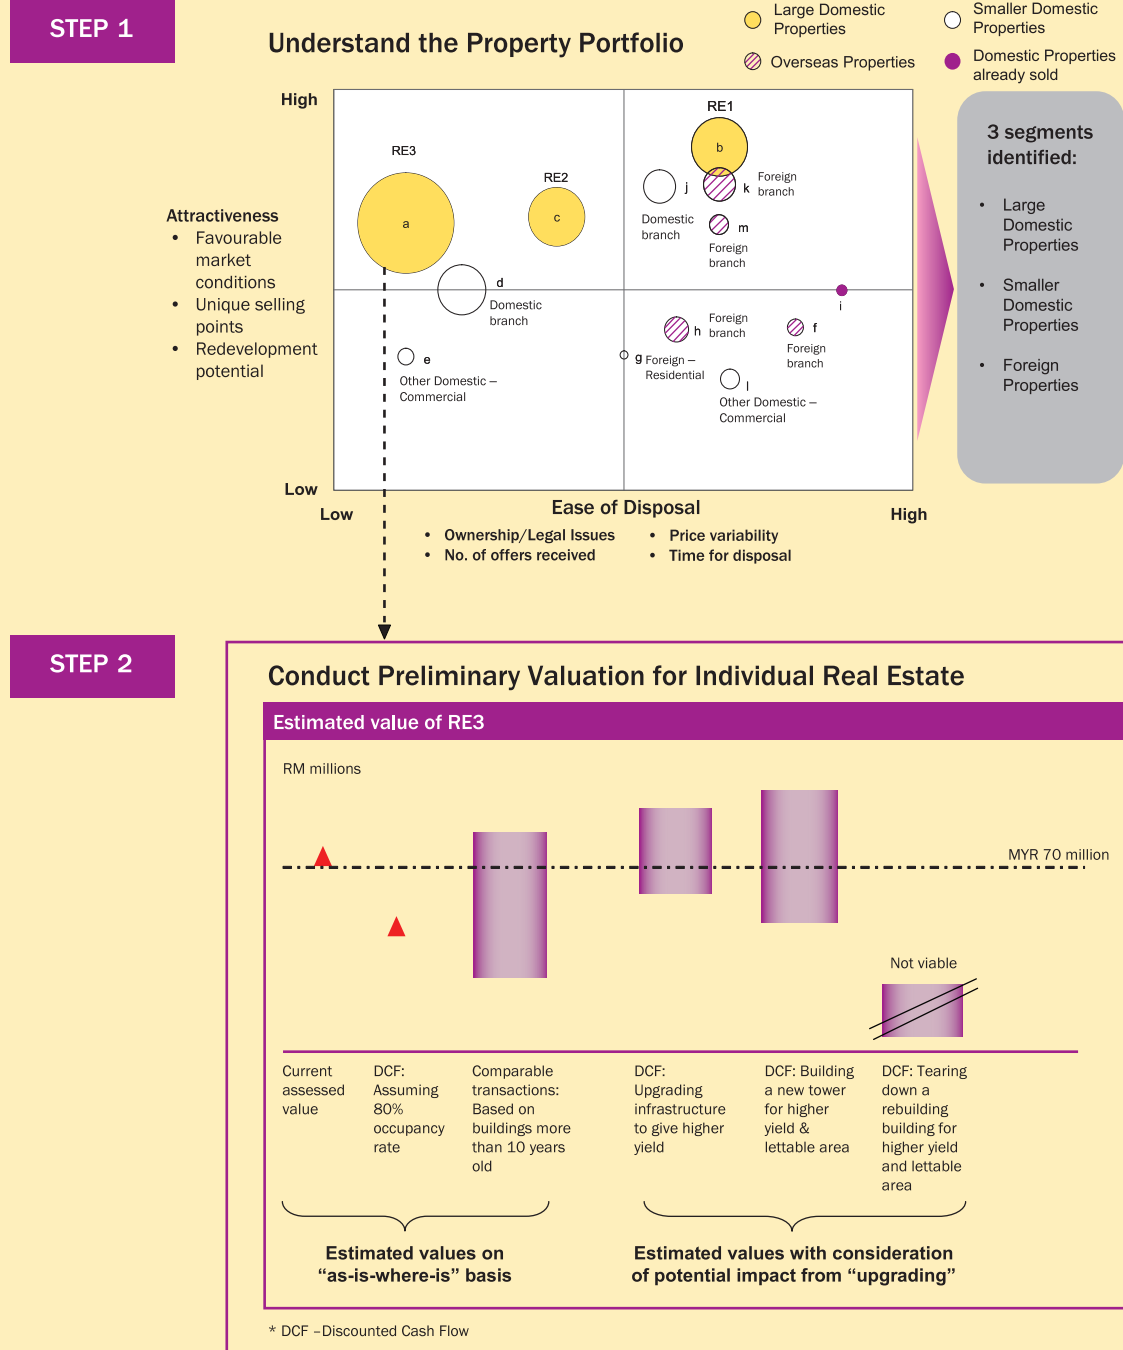 STEP 1
Understand the Property Portfolio
Large Domestic
Properties
Smaller Domestic
Properties
Overseas Properties
Domestic Properties
already sold
High
RE1
b
RE3
a
RE2
c
j
Domestic
branch
k
Foreign
branch
m
Foreign
branch
Attractiveness
• Favourable
market
conditions
• Unique selling
points
• Redevelopment
potential
d
Domestic
branch
i
h
Foreign
branch
f
Foreign
branch
g
Foreign –
Residential
e
Other Domestic –
Commercial
l
Other Domestic –
Commercial
Low
Low
Ease of Disposal
High
• Ownership/Legal Issues
• No. of offers received
• Price variability
• Time for disposal
3 segments
identified:
• Large
Domestic
Properties
• Smaller
Domestic
Properties
• Foreign
Properties
STEP 2
Conduct Preliminary Valuation for Individual Real Estate
Estimated value of RE3
RM millions
MYR 70 million
Not viable
Current
assessed
value
DCF:
Assuming
80%
occupancy
rate
Comparable
transactions:
Based on
buildings more
than 10 years
old
DCF:
Upgrading
infrastructure
to give higher
yield
DCF: Building
a new tower
for higher
yield &
lettable area
DCF: Tearing
down a
rebuilding
building for
higher yield
and lettable
area
Estimated values on
“as-is-where-is” basis
Estimated values with consideration
of potential impact from “upgrading”
* DCF –Discounted Cash Flow